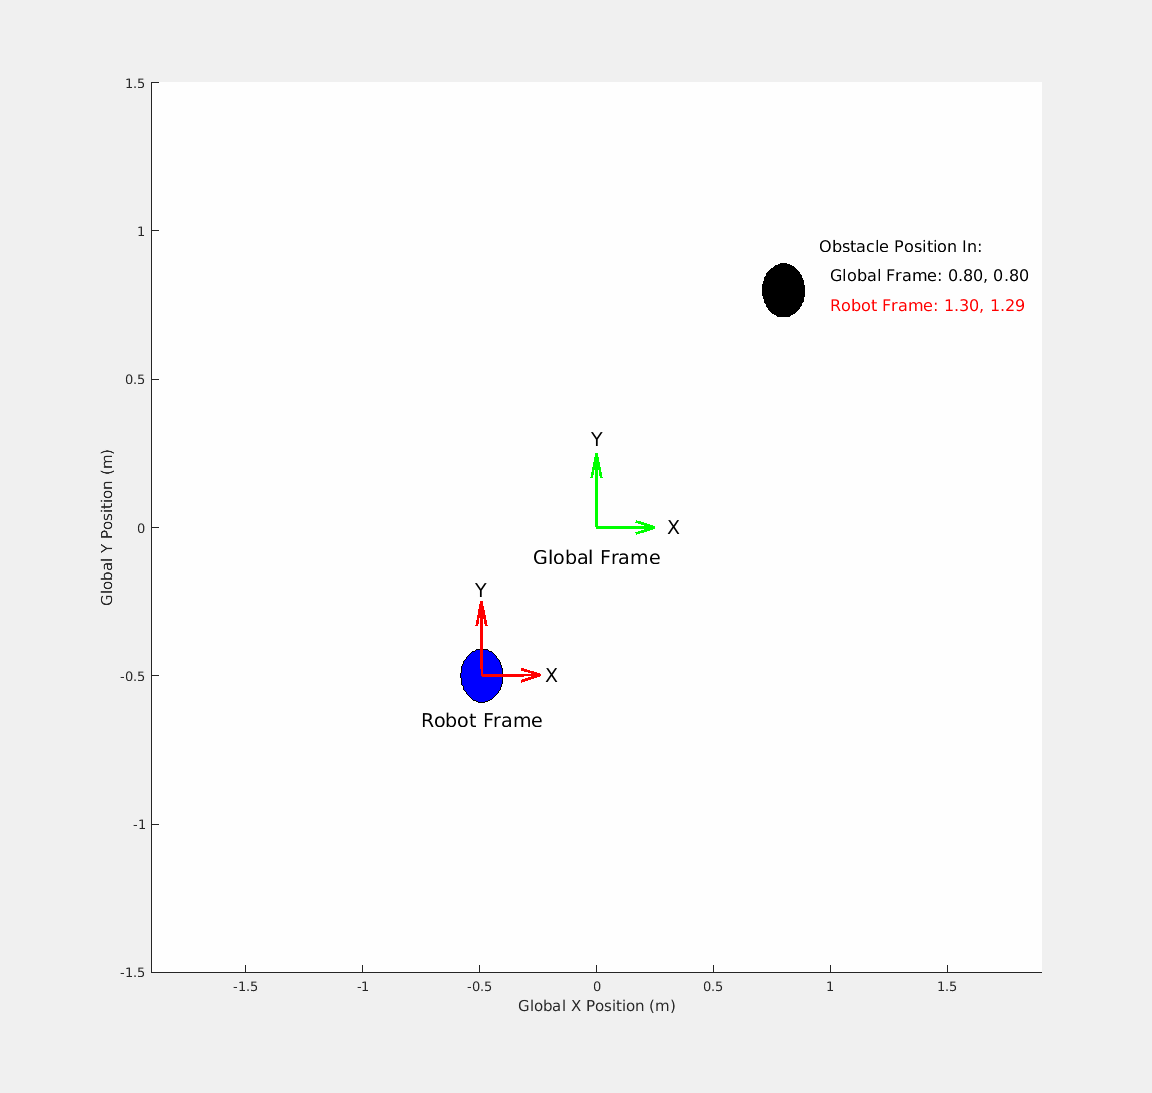 1.5
1
0.5
0
-0.5
-1
-1.5
Global Y Position (m)
Obstacle Position In:
Global Frame: 0.80, 0.80
Robot Frame: 1.30, 1.29
Y
X
Global Frame
Y
X
Robot Frame
-1.5 -1 -0.5 0 0.5 1 1.5
Global X Position (m)